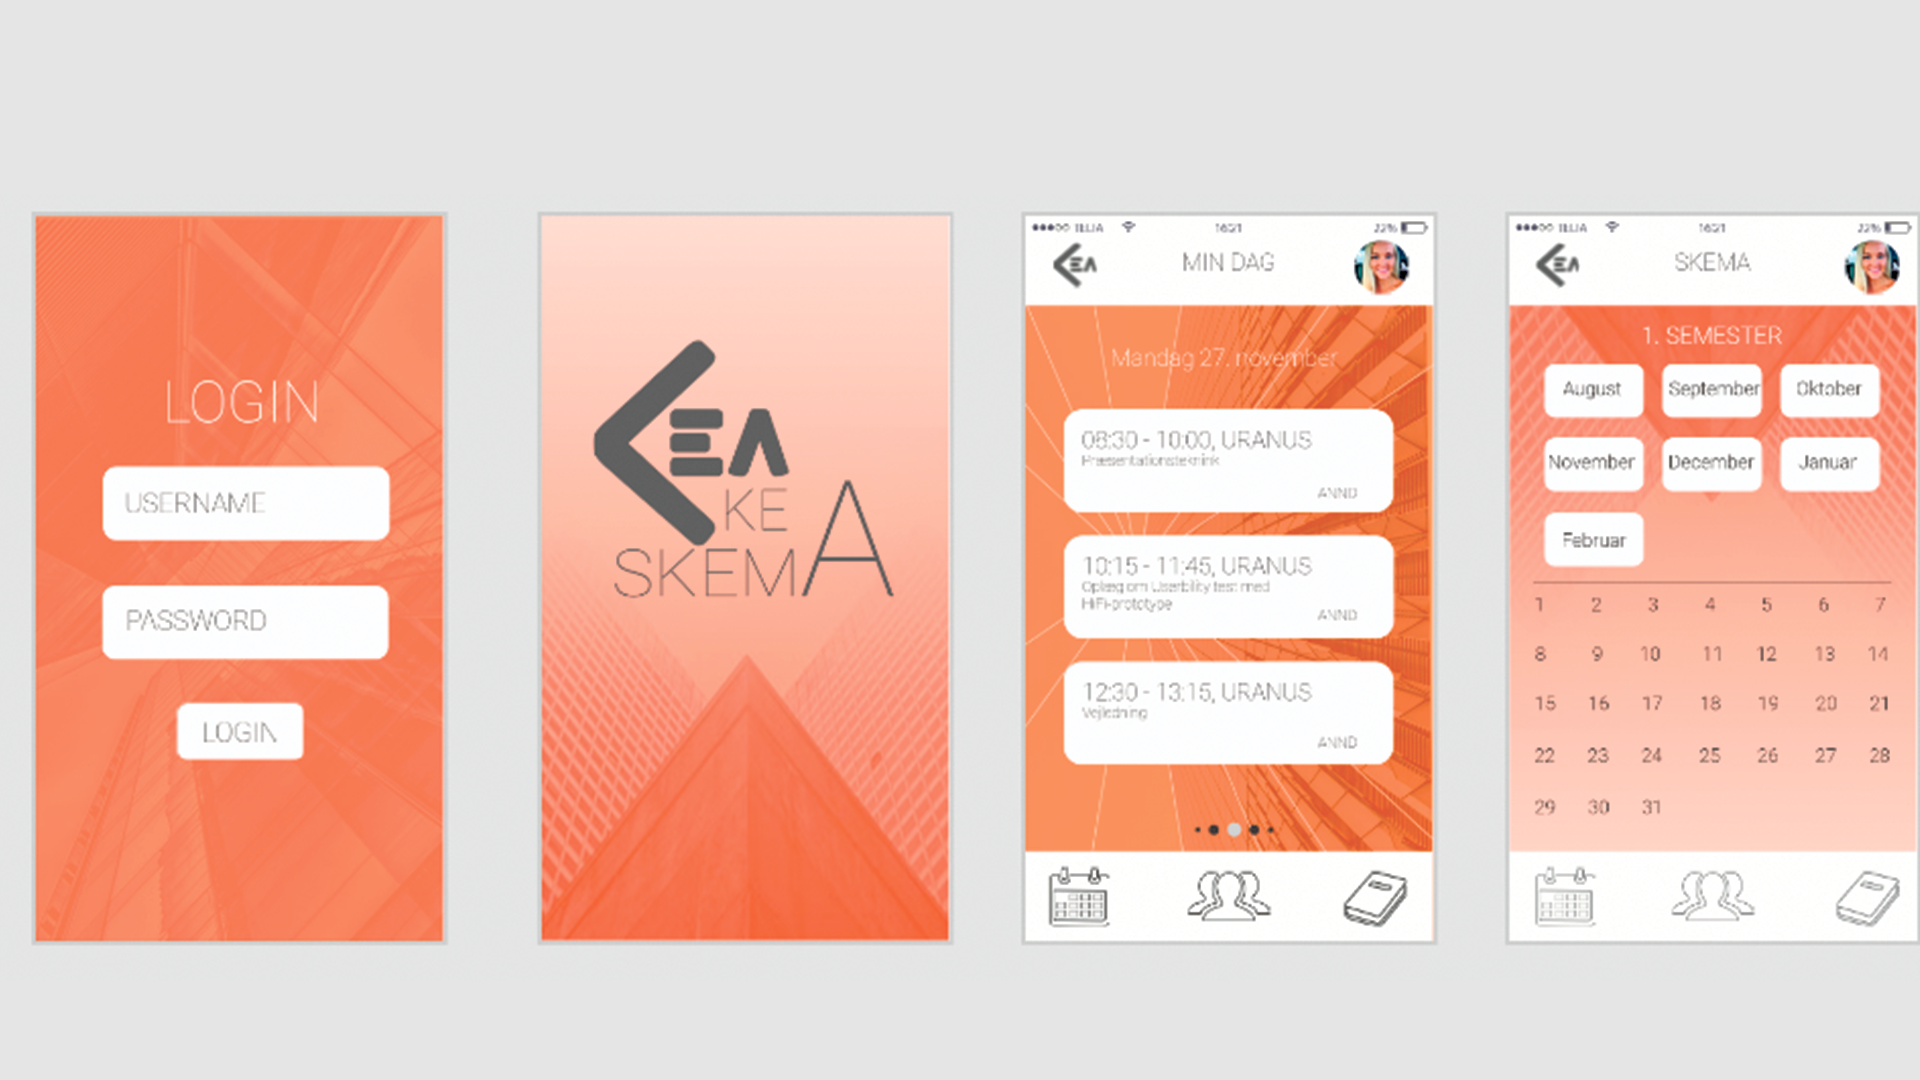 LOGIN
USERNAME
PASSWORD
LOGIN
EA
KE
SKEMA
TELIA 16:21 22%
EA MIN DAG
Mandag 27. november
08:30 - 10:00, URANUS
Præsentationsteknink
ANND
10:15 - 11:45, URANUS
Oplæg om Userbility test med
HiFi-prototype
ANND
12:30 - 13:15, URANUS
Vejledning
ANND
TELIA 16:21 22%
EA SKEMA
1. SEMESTER
August September Oktober
November December Januar
Februar
1 2 3 4 5 6 7
8 9 10 11 12 13 14
15 16 17 18 19 20 21
22 23 24 25 26 27 28
29 30 31